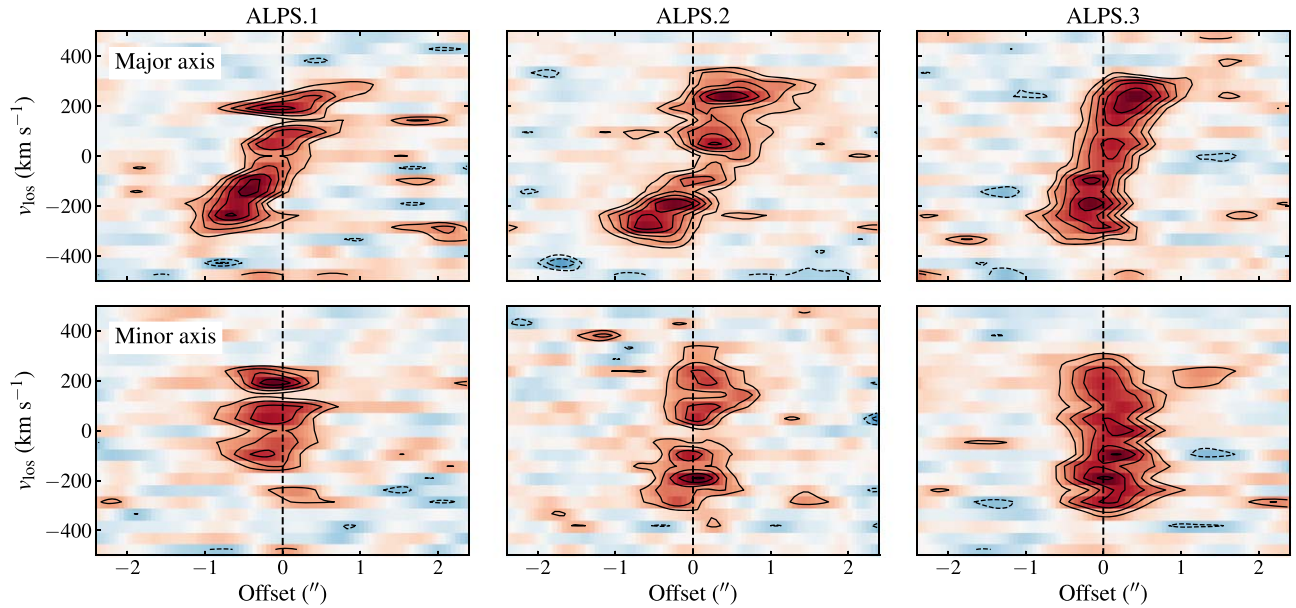 ALPS.1 ALPS.2 ALPS.3
Major axis
400
200
0
−200
−400
v_los (km s⁻¹)
Minor axis
400
200
0
−200
−400
v_los (km s⁻¹)
−2 −1 0 1 2 −2 −1 0 1 2 −2 −1 0 1 2
Offset (″) Offset (″) Offset (″)